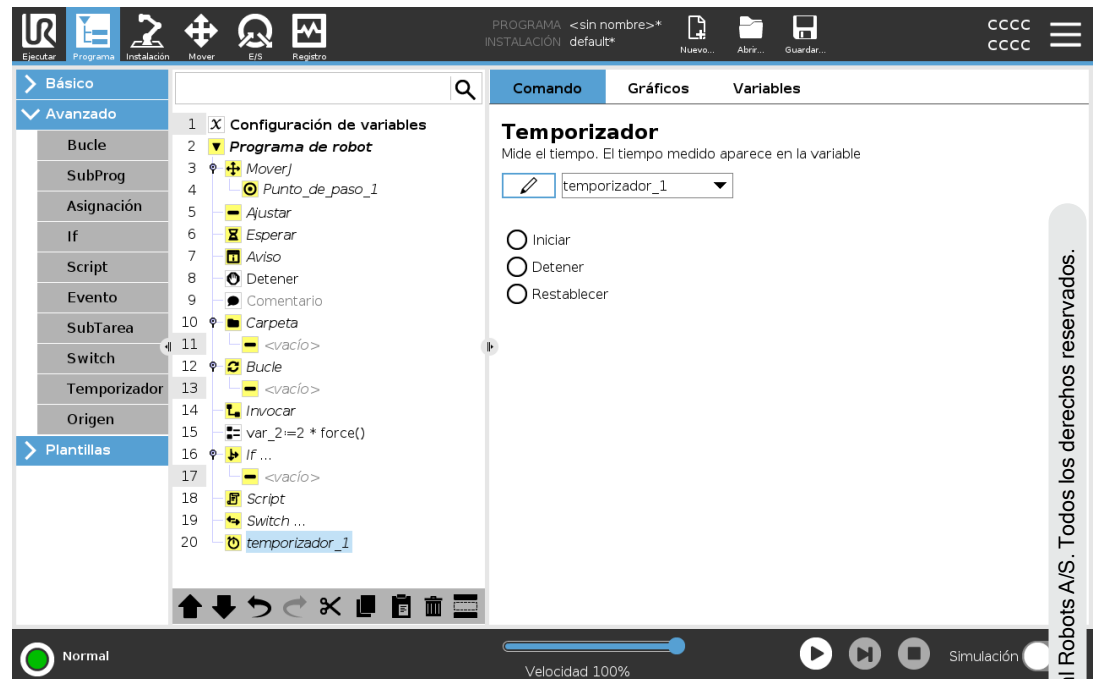 PROGRAMA <sin nombre>*
INSTALACIÓN default*
CCCC
CCCC
UR
Ejecutar
Programa
Instalación
Mover
E/S
Registro
Nuevo...
Abrir...
Guardar...
Básico
Avanzado
Bucle
SubProg
Asignación
If
Script
Evento
SubTarea
Switch
Temporizador
Origen
Plantillas
1 X Configuración de variables
2 Programa de robot
3 MoverJ
4 Punto_de_paso_1
5 Ajustar
6 Esperar
7 Aviso
8 Detener
9 Comentario
10 Carpeta
11 <vacío>
12 Bucle
13 <vacío>
14 Invocar
15 var_2:=2 * force()
16 If ...
17 <vacío>
18 Script
19 Switch ...
20 temporizador_1
Comando
Gráficos
Variables
Temporizador
Mide el tiempo. El tiempo medido aparece en la variable
temporizador_1
Iniciar
Detener
Restablecer
Robots A/S. Todos los derechos reservados.
Normal
Velocidad 100%
Simulación